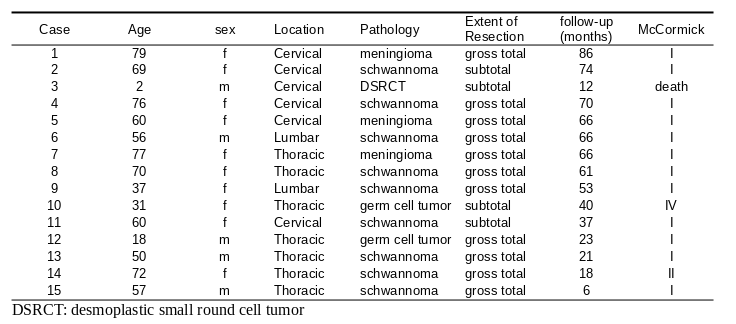 Case Age sex Location Pathology Extent of Resection follow-up (months) McCormick
1 79 f Cervical meningioma gross total 86 I
2 69 f Cervical schwannoma subtotal 74 I
3 2 m Cervical DSRCT subtotal 12 death
4 76 f Cervical schwannoma gross total 70 I
5 60 f Cervical meningioma gross total 66 I
6 56 m Lumbar schwannoma gross total 66 I
7 77 f Thoracic meningioma gross total 66 I
8 70 f Thoracic schwannoma gross total 61 I
9 37 f Lumbar schwannoma gross total 53 I
10 31 f Thoracic germ cell tumor subtotal 40 IV
11 60 f Cervical schwannoma subtotal 37 I
12 18 m Thoracic germ cell tumor gross total 23 I
13 50 m Thoracic schwannoma gross total 21 I
14 72 f Thoracic schwannoma gross total 18 II
15 57 m Thoracic schwannoma gross total 6 I
DSRCT: desmoplastic small round cell tumor